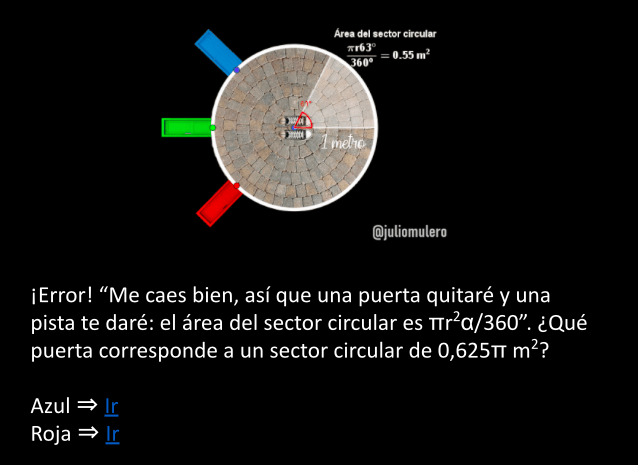 Área del sector circular
πr63°
360º
= 0.55 m²
1 metro
@juliomulero
¡Error! “Me caes bien, así que una puerta quitaré y una
pista te daré: el área del sector circular es πr²α/360”. ¿Qué
puerta corresponde a un sector circular de 0,625π m²?
Azul ⇒ Ir
Roja ⇒ Ir